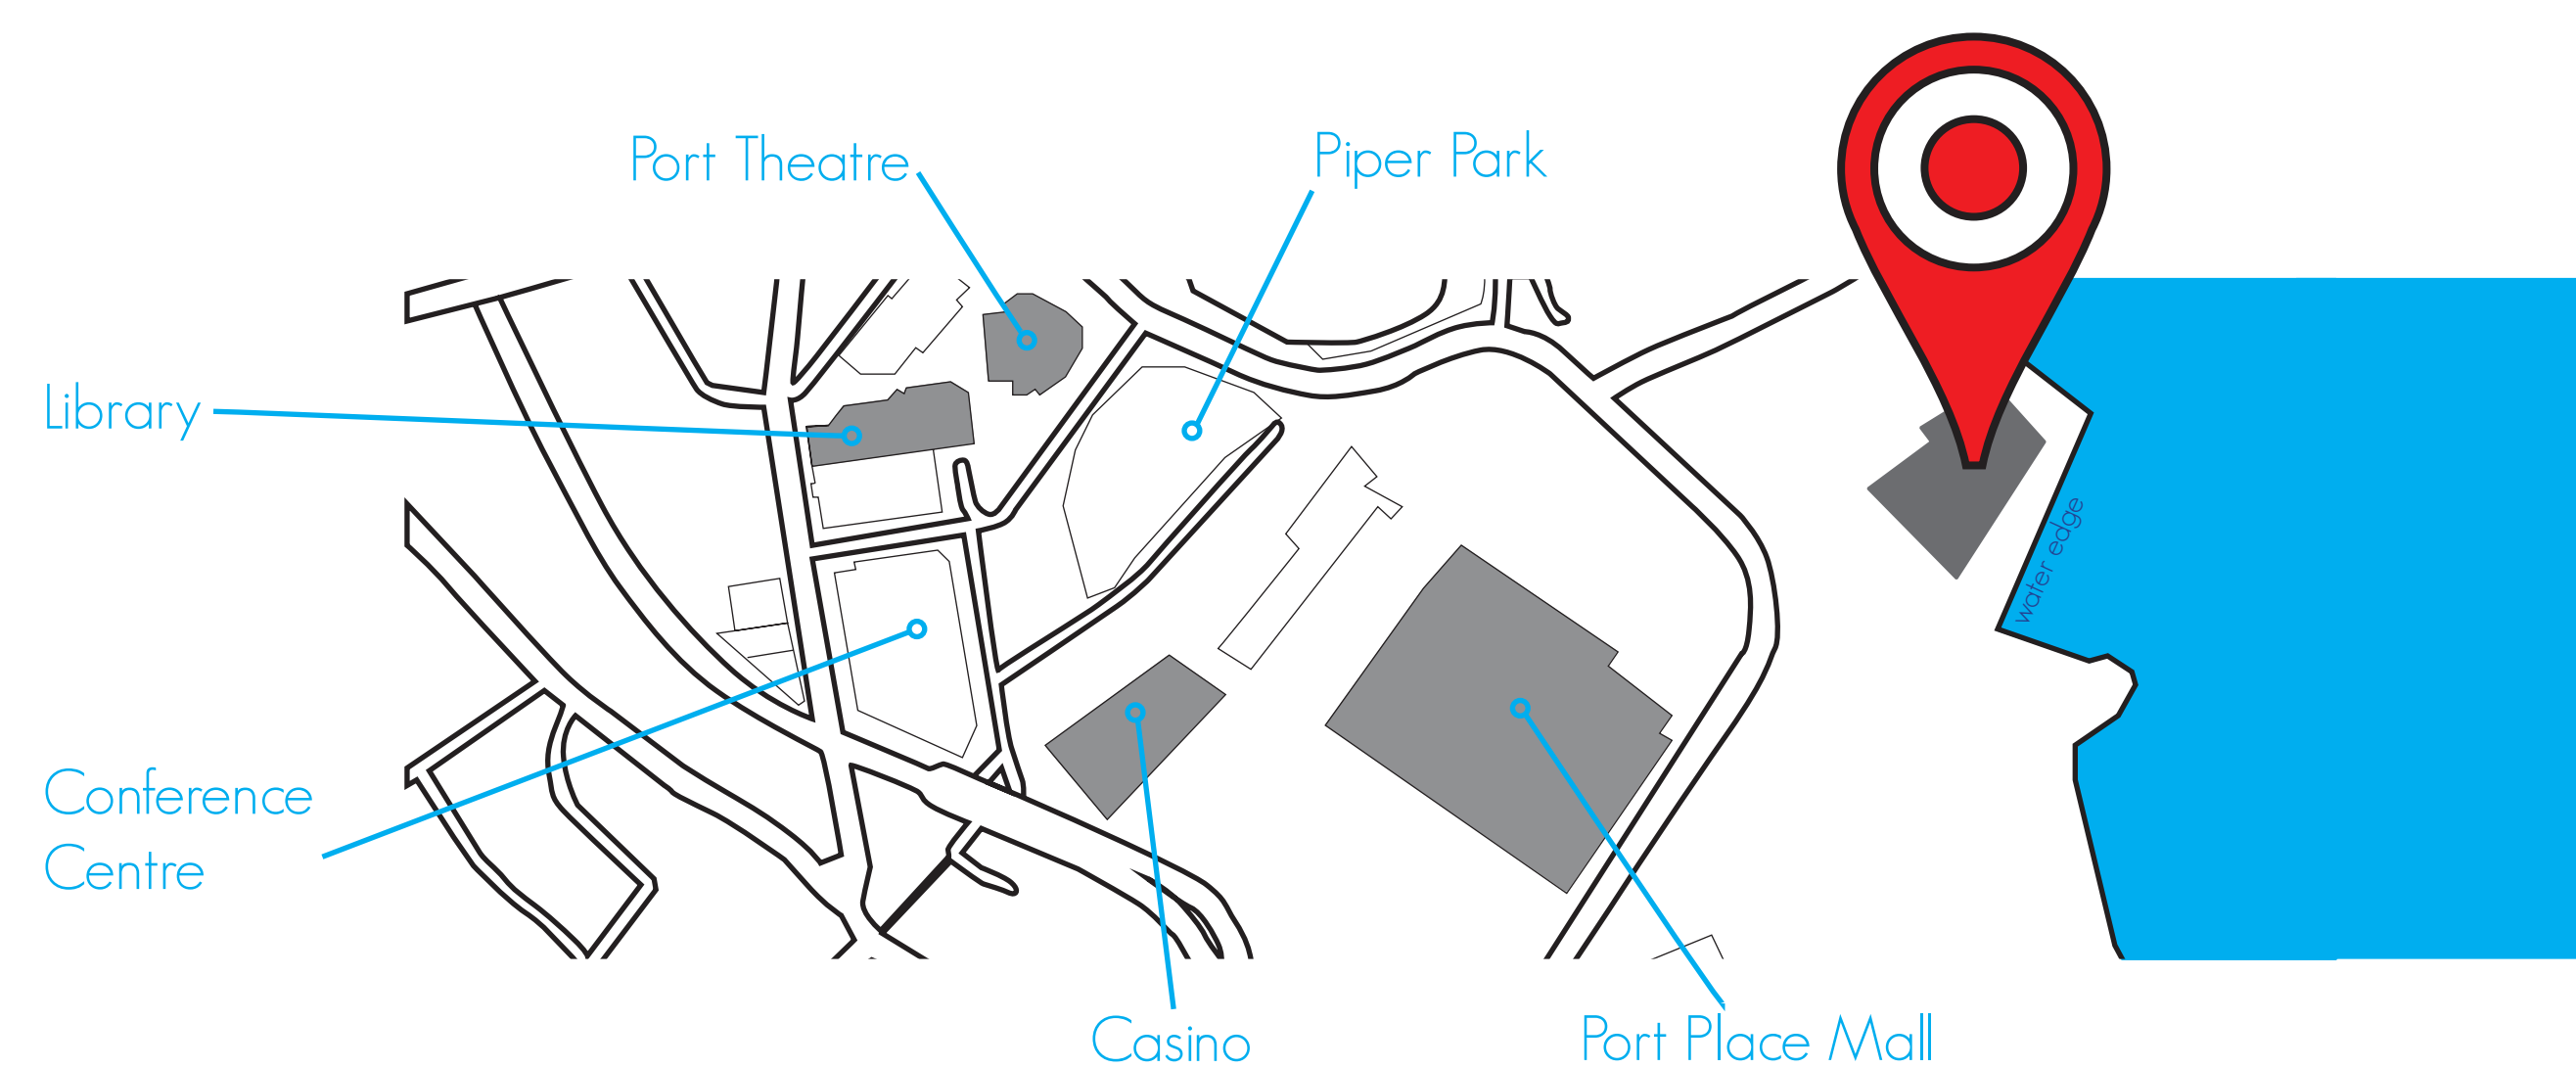 Port Theatre
Piper Park
Library
water edge
Conference
Centre
Casino
Port Place Mall